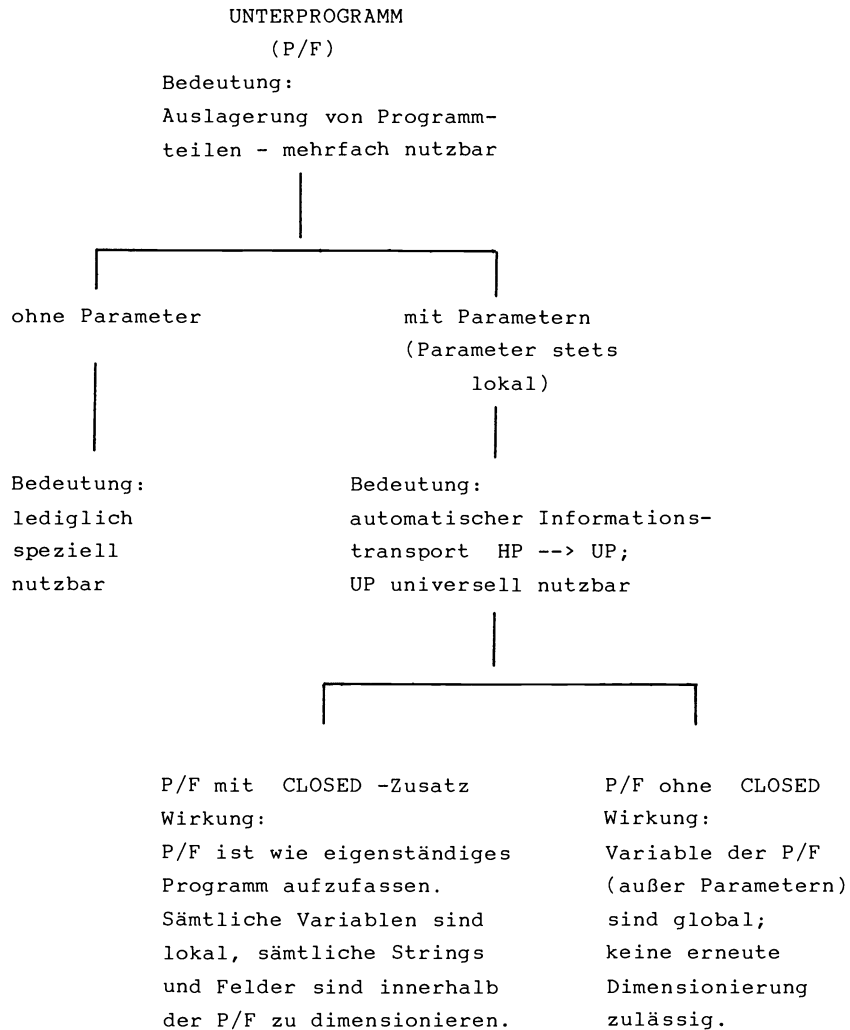 UNTERPROGRAMM
(P/F)
Bedeutung:
Auslagerung von Programm-
teilen - mehrfach nutzbar
ohne Parameter
mit Parametern
(Parameter stets
lokal)
Bedeutung:
lediglich
speziell
nutzbar
Bedeutung:
automatischer Informations-
transport HP --> UP;
UP universell nutzbar
P/F mit CLOSED -Zusatz
Wirkung:
P/F ist wie eigenständiges
Programm aufzufassen.
Sämtliche Variablen sind
lokal, sämtliche Strings
und Felder sind innerhalb
der P/F zu dimensionieren.
P/F ohne CLOSED
Wirkung:
Variable der P/F
(außer Parametern)
sind global;
keine erneute
Dimensionierung
zulässig.